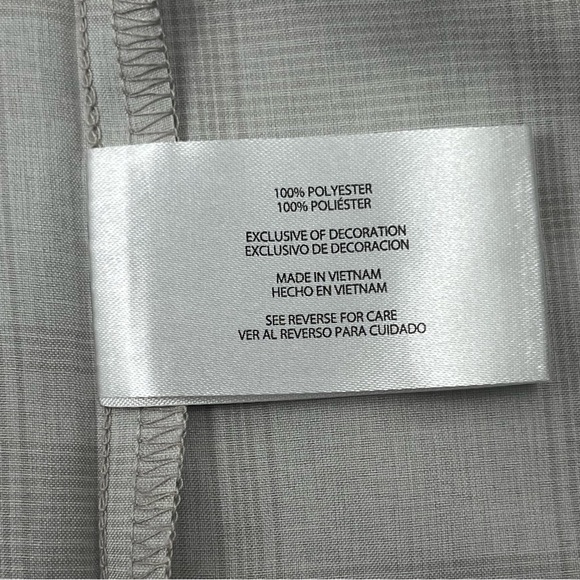 100% POLYESTER
100% POLIÉSTER
EXCLUSIVE OF DECORATION
EXCLUSIVO DE DECORACION
MADE IN VIETNAM
HECHO EN VIETNAM
SEE REVERSE FOR CARE
VER AL REVERSO PARA CUIDADO